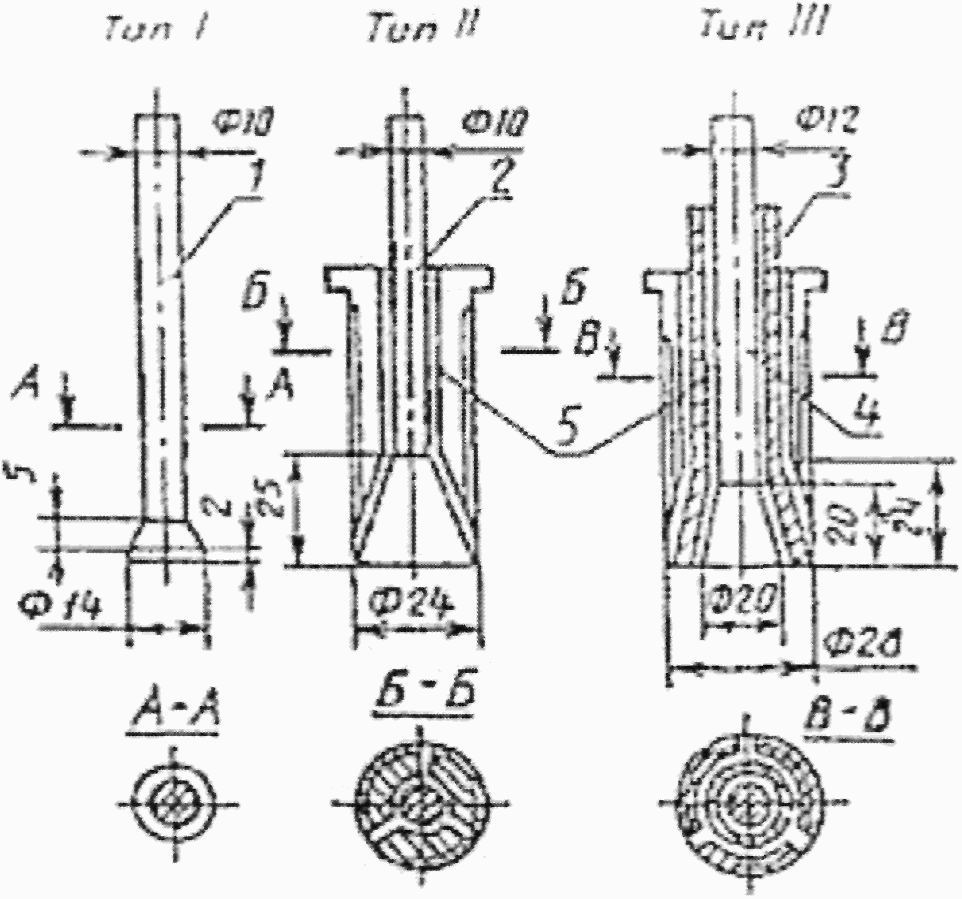 Тип I Тип II Тип III
Ф10 Ф10 Ф12
1 2 3
Б Б
В В
А А
5 4
5 2 25 20 24
Ф14 Ф24 Ф20
Ф28
А-А Б-Б В-В